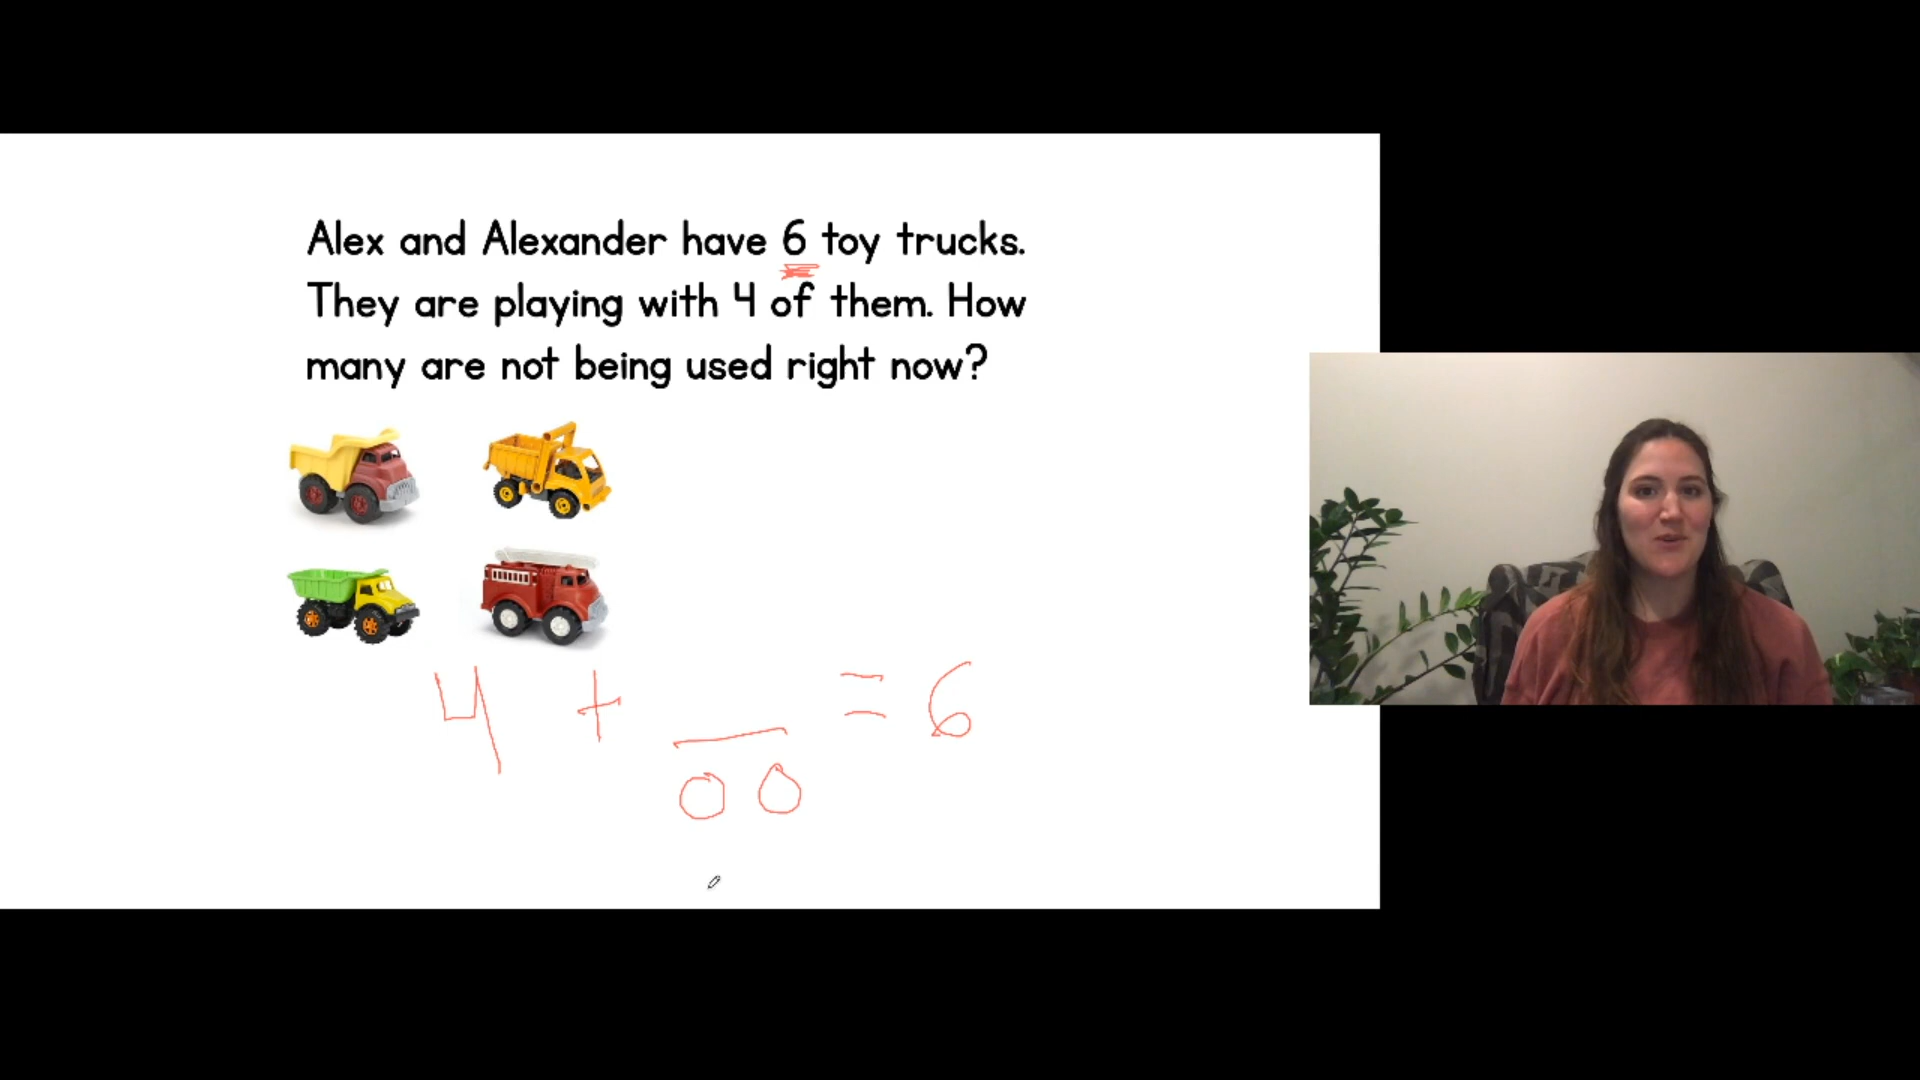 Alex and Alexander have 6 toy trucks.
They are playing with 4 of them. How
many are not being used right now?
4 + __ = 6